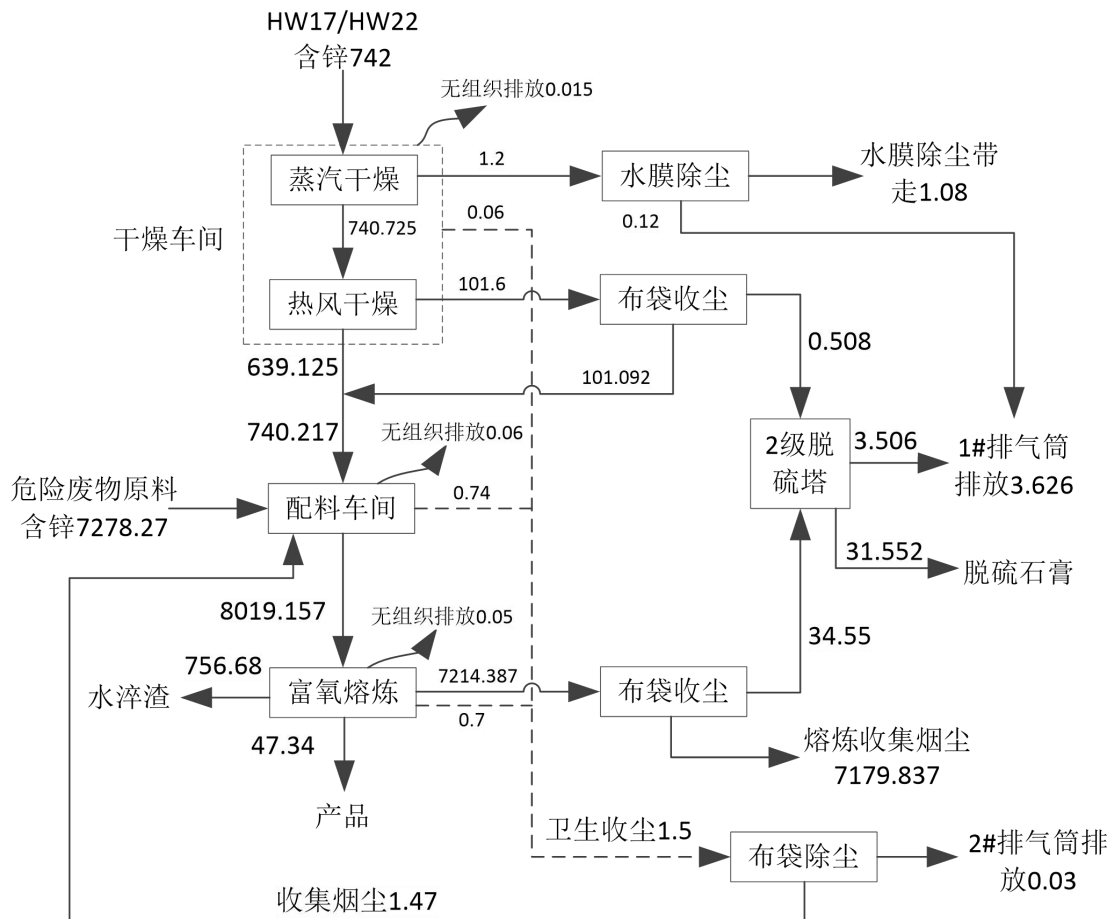 HW17/HW22
含锌742
无组织排放0.015
蒸汽干燥
1.2
水膜除尘
水膜除尘带
走1.08
0.06
0.12
740.725
干燥车间
热风干燥
101.6
布袋收尘
639.125
101.092
0.508
740.217
无组织排放0.06
2级脱
硫塔
3.506
1#排气筒
排放3.626
危险废物原料
含锌7278.27
配料车间
0.74
31.552
脱硫石膏
8019.157
无组织排放0.05
34.55
756.68
水淬渣
富氧熔炼
7214.387
0.7
布袋收尘
47.34
熔炼收集烟尘
7179.837
产品
卫生收尘1.5
布袋除尘
2#排气筒排
放0.03
收集烟尘1.47